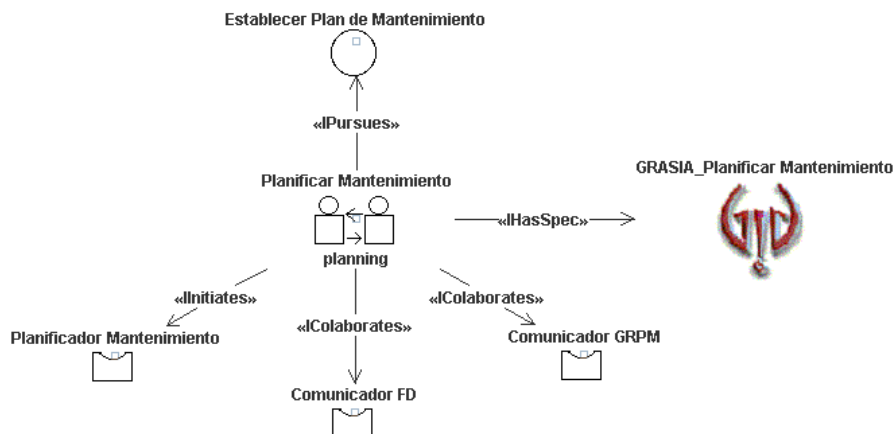 Establecer Plan de Mantenimiento
«IPursues»
Planificar Mantenimiento
GRASIA_Planificar Mantenimiento
«IHasSpec»
planning
«IInitiates»
«IColaborates»
«IColaborates»
Planificador Mantenimiento
Comunicador GRPM
Comunicador FD